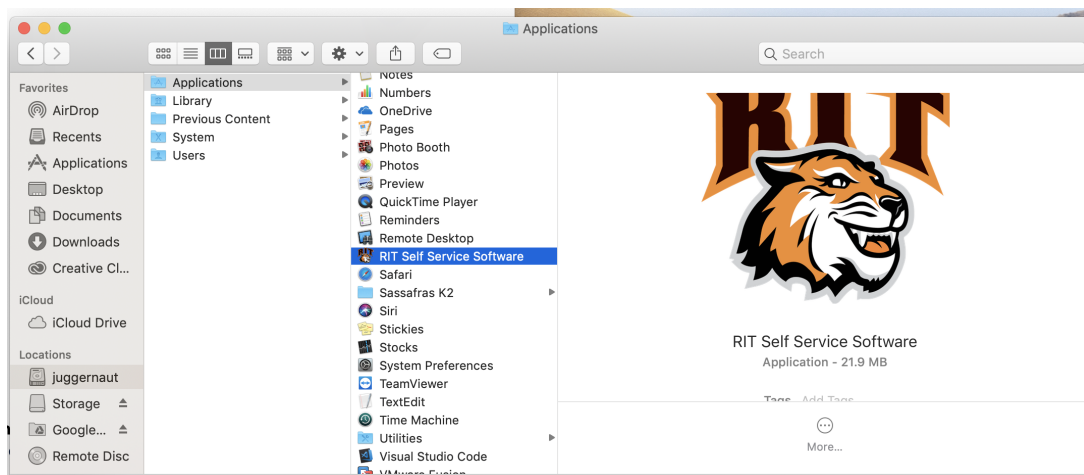 Applications
Search
Favorites
AirDrop
Recents
Applications
Desktop
Documents
Downloads
Creative Cl...
iCloud
iCloud Drive
Locations
juggernaut
Storage
Google...
Remote Disc
Applications
Library
Previous Content
System
Users
Notes
Numbers
OneDrive
Pages
Photo Booth
Photos
Preview
QuickTime Player
Reminders
Remote Desktop
RIT Self Service Software
Safari
Sassafras K2
Siri
Stickies
Stocks
System Preferences
TeamViewer
TextEdit
Time Machine
Utilities
Visual Studio Code
VMware Fusion
RIT
RIT Self Service Software
Application - 21.9 MB
Tags Add Tags...
More...